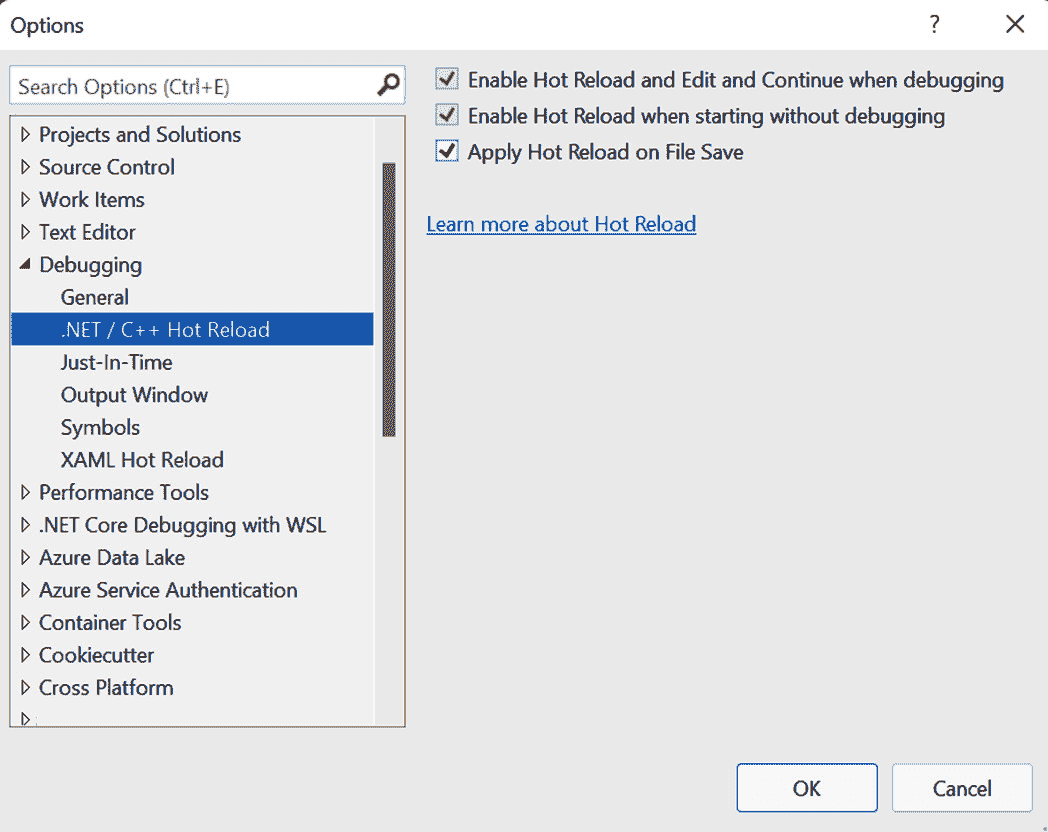 Options
?
Search Options (Ctrl+E)
Projects and Solutions
Source Control
Work Items
Text Editor
Debugging
General
.NET / C++ Hot Reload
Just-In-Time
Output Window
Symbols
XAML Hot Reload
Performance Tools
.NET Core Debugging with WSL
Azure Data Lake
Azure Service Authentication
Container Tools
Cookiecutter
Cross Platform
Enable Hot Reload and Edit and Continue when debugging
Enable Hot Reload when starting without debugging
Apply Hot Reload on File Save
Learn more about Hot Reload
OK
Cancel